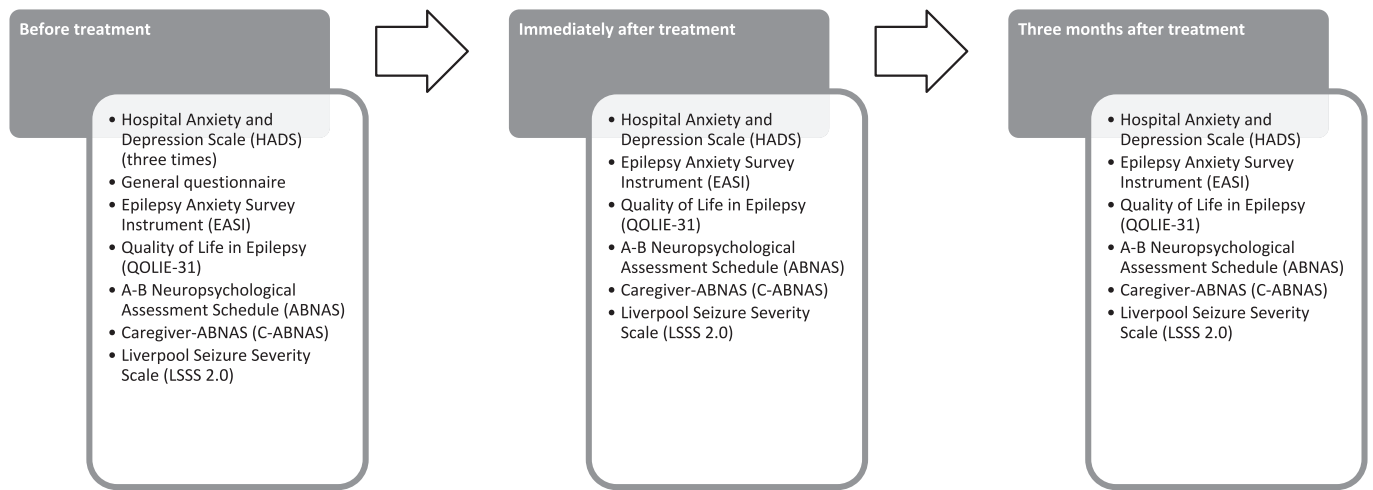 Before treatment
• Hospital Anxiety and
Depression Scale (HADS)
(three times)
• General questionnaire
• Epilepsy Anxiety Survey
Instrument (EASI)
• Quality of Life in Epilepsy
(QOLIE-31)
• A-B Neuropsychological
Assessment Schedule (ABNAS)
• Caregiver-ABNAS (C-ABNAS)
• Liverpool Seizure Severity
Scale (LSSS 2.0)
Immediately after treatment
• Hospital Anxiety and
Depression Scale (HADS)
• Epilepsy Anxiety Survey
Instrument (EASI)
• Quality of Life in Epilepsy
(QOLIE-31)
• A-B Neuropsychological
Assessment Schedule (ABNAS)
• Caregiver-ABNAS (C-ABNAS)
• Liverpool Seizure Severity
Scale (LSSS 2.0)
Three months after treatment
• Hospital Anxiety and
Depression Scale (HADS)
• Epilepsy Anxiety Survey
Instrument (EASI)
• Quality of Life in Epilepsy
(QOLIE-31)
• A-B Neuropsychological
Assessment Schedule (ABNAS)
• Caregiver-ABNAS (C-ABNAS)
• Liverpool Seizure Severity
Scale (LSSS 2.0)